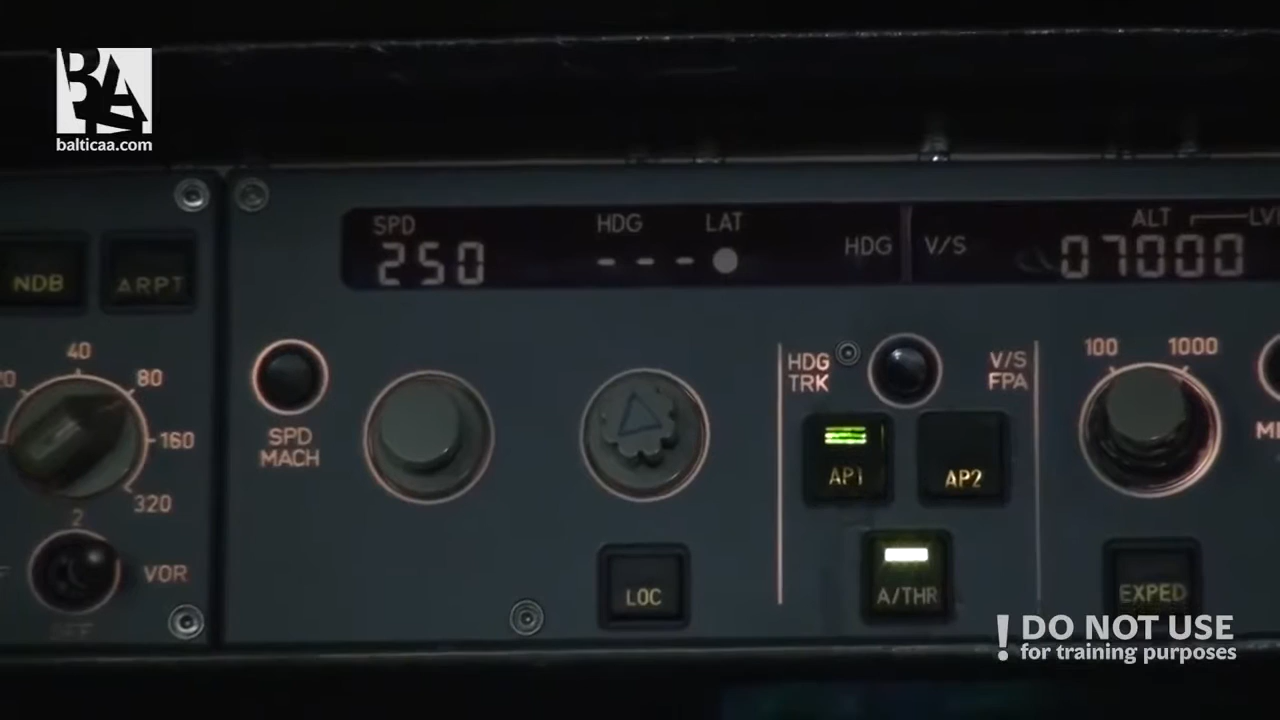 BA
balticaa.com
SPD HDG LAT ALT
250 - - - HDG V/S 07000
NDB ARPT
40
80
160
320
SPD
MACH
HDG
TRK
V/S
FPA
100 1000
AP1 AP2
2
VOR
LOC
A/THR
EXPED
! DO NOT USE
for training purposes